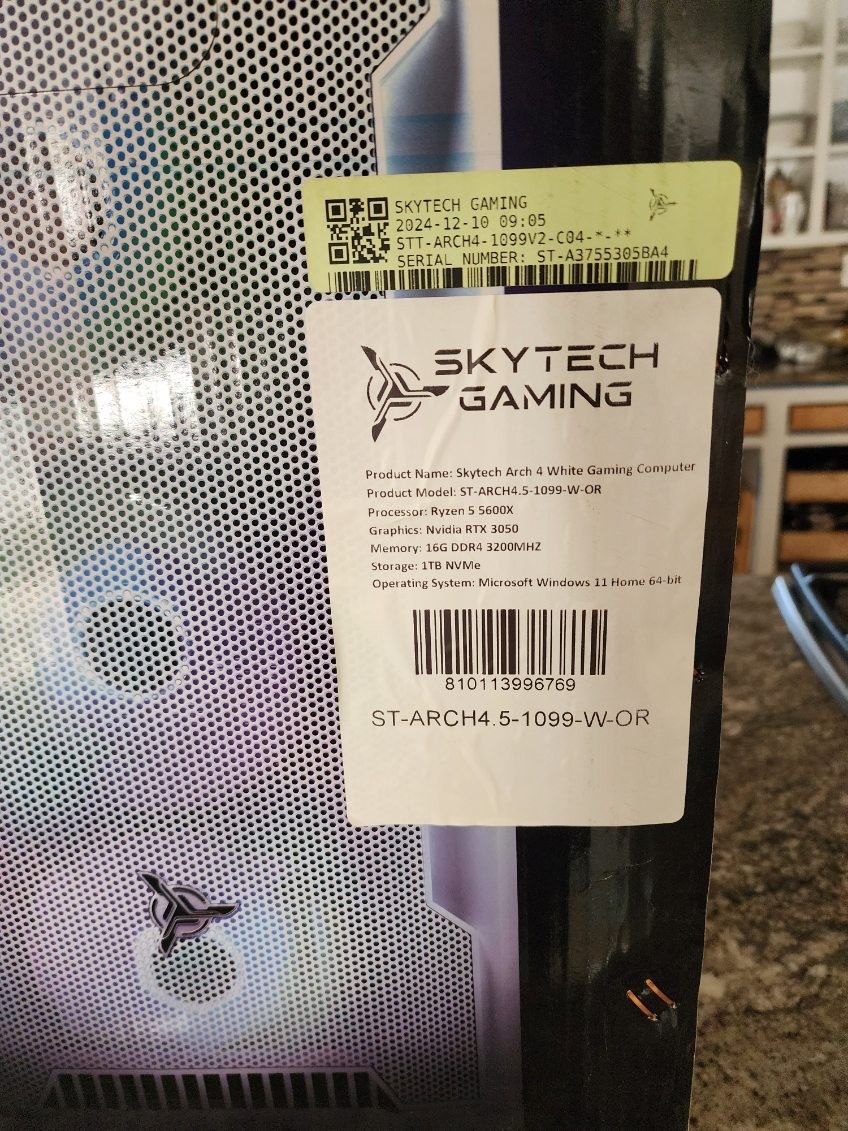 SKYTECH GAMING
2024-12-10 09:05
STT-ARCH4-1099V2-C04-*-**
SERIAL NUMBER: ST-A3755305BA4
SKYTECH
GAMING
Product Name: Skytech Arch 4 White Gaming Computer
Product Model: ST-ARCH4.5-1099-W-OR
Processor: Ryzen 5 5600X
Graphics: Nvidia RTX 3050
Memory: 16G DDR4 3200MHZ
Storage: 1TB NVMe
Operating System: Microsoft Windows 11 Home 64-bit
810113996769
ST-ARCH4.5-1099-W-OR